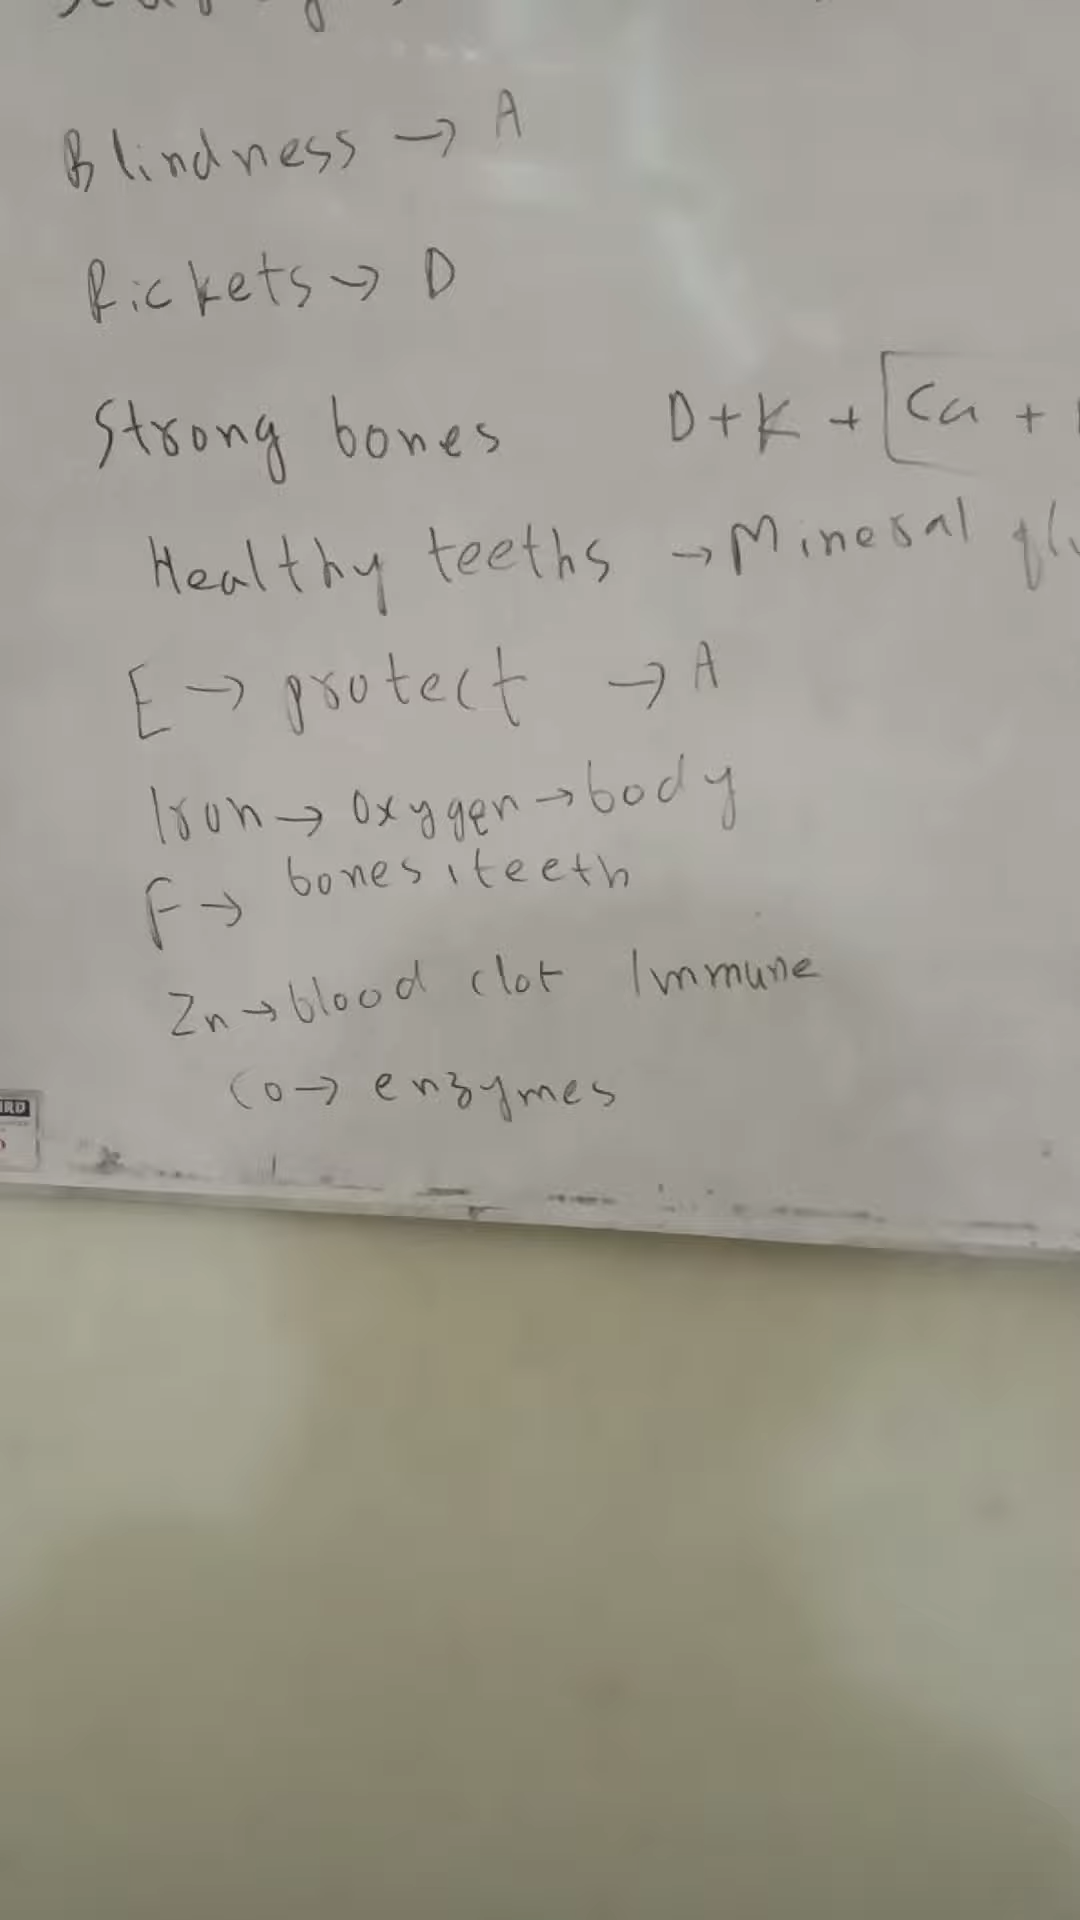 Blindness → A
Rickets → D
Strong bones D + K + Ca +
Healthy teeths → Mineral
E → protect → A
Iron → oxygen → body
F → bones, teeth
Zn → blood clot Immune
Co → enzymes